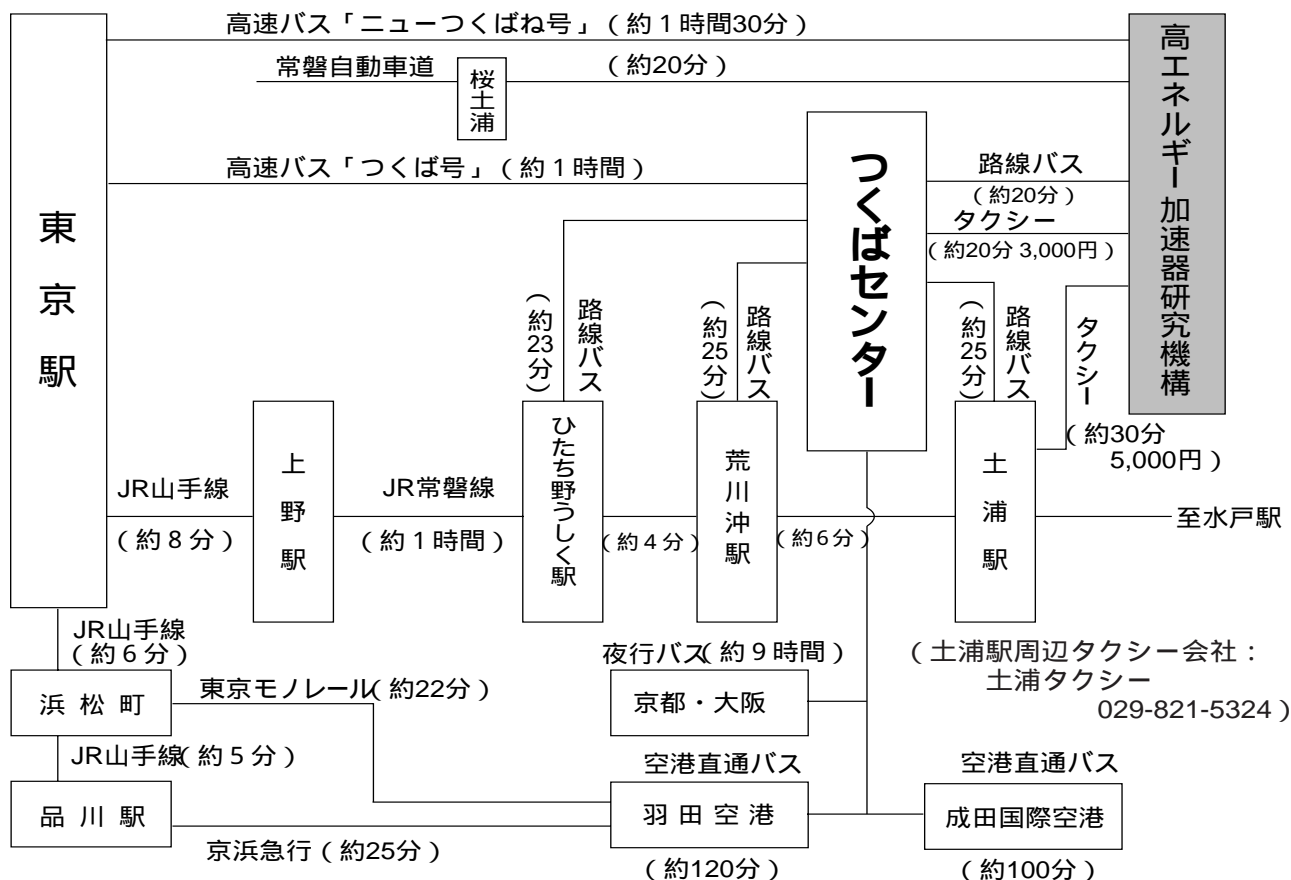 高速バス「ニューつくばね号」(約1時間30分)
常磐自動車道
桜土浦
(約20分)
高エネルギー加速器研究機構
高速バス「つくば号」(約1時間)
つくばセンター
路線バス
(約20分)
タクシー
(約20分 3,000円)
東京駅
(約23分)
路線バス
(約25分)
路線バス
(約25分)
路線バス
タクシー
(約30分
5,000円)
JR山手線
(約8分)
上野駅
JR常磐線
(約1時間)
ひたち野うしく駅
(約4分)
荒川沖駅
(約6分)
土浦駅
至水戸駅
JR山手線
(約6分)
浜松町
東京モノレール(約22分)
夜行バス(約9時間)
京都・大阪
(土浦駅周辺タクシー会社:
土浦タクシー
029-821-5324)
JR山手線(約5分)
品川駅
京浜急行(約25分)
空港直通バス
羽田空港
(約120分)
空港直通バス
成田国際空港
(約100分)